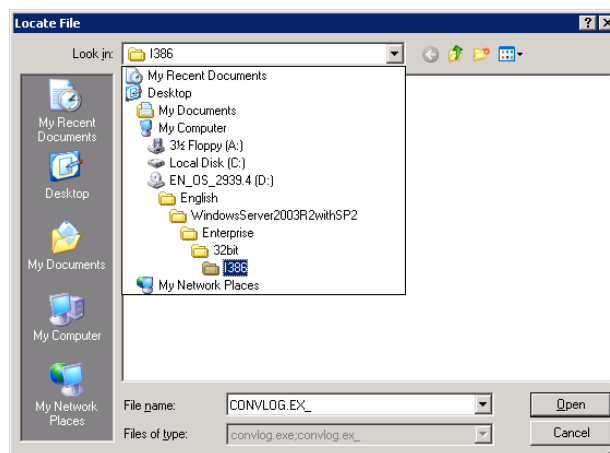 Locate File
Look in:
I386
My Recent Documents
Desktop
My Documents
My Computer
3½ Floppy (A:)
Local Disk (C:)
EN_OS_2939.4 (D:)
English
WindowsServer2003R2withSP2
Enterprise
32bit
I386
My Network Places
My Recent
Documents
Desktop
My Documents
My Computer
My Network
Places
File name:
CONVLOG.EX_
Open
Files of type:
convlog.exe;convlog.ex_
Cancel